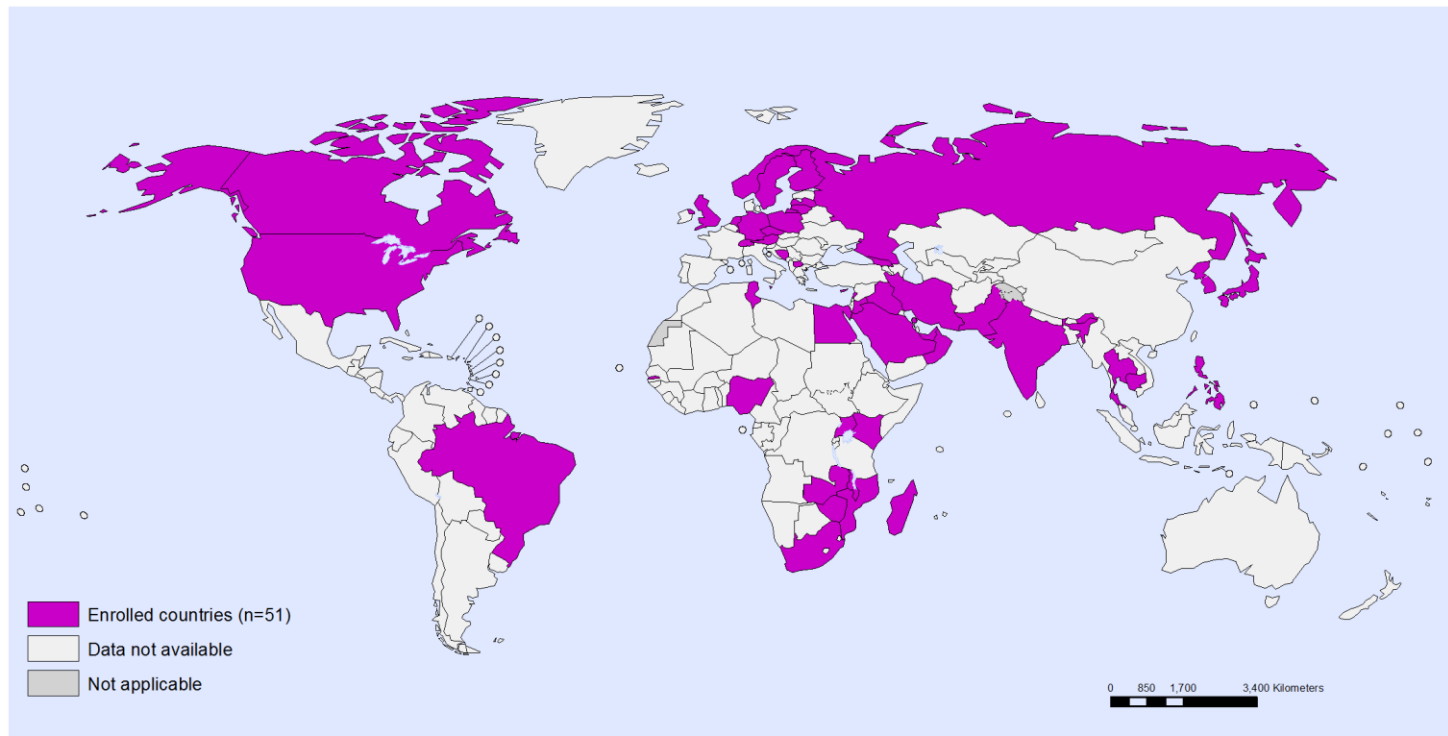 Enrolled countries (n=51)
Data not available
Not applicable
0 850 1,700 3,400 Kilometers